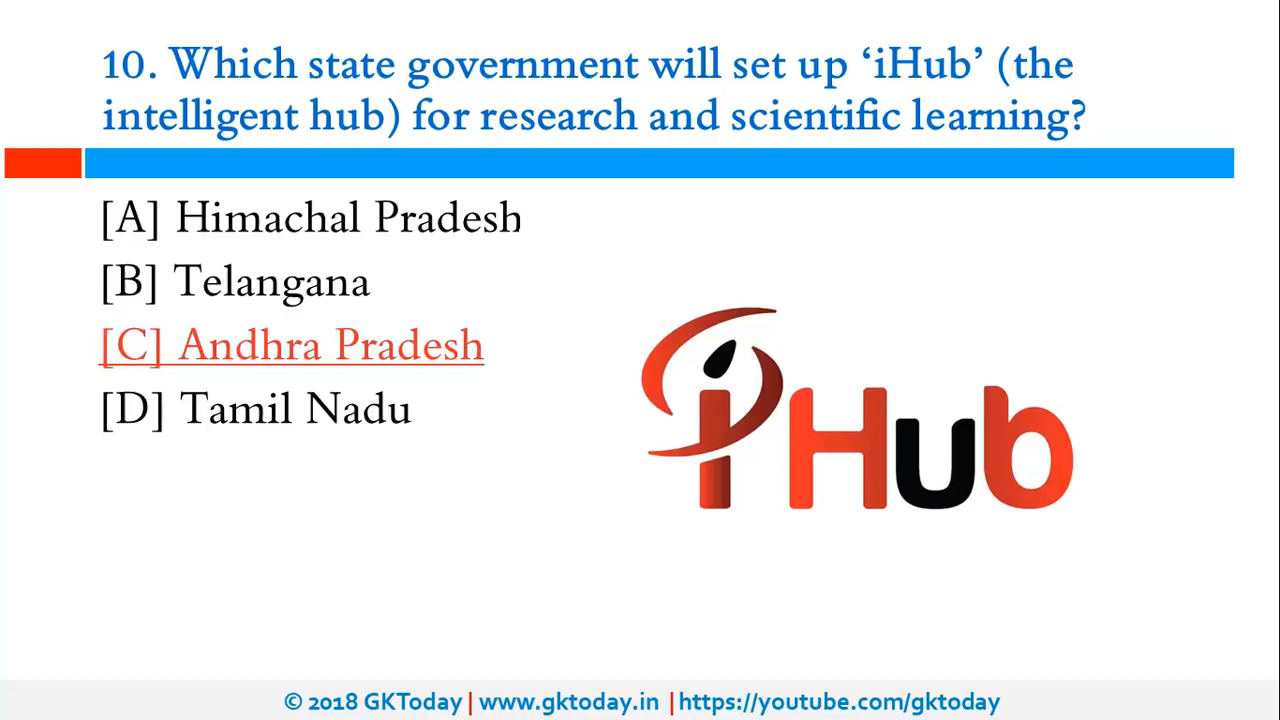 10. Which state government will set up ‘iHub’ (the
intelligent hub) for research and scientific learning?
[A] Himachal Pradesh
[B] Telangana
[C] Andhra Pradesh
[D] Tamil Nadu
iHub
© 2018 GKToday | www.gktoday.in | https://youtube.com/gktoday